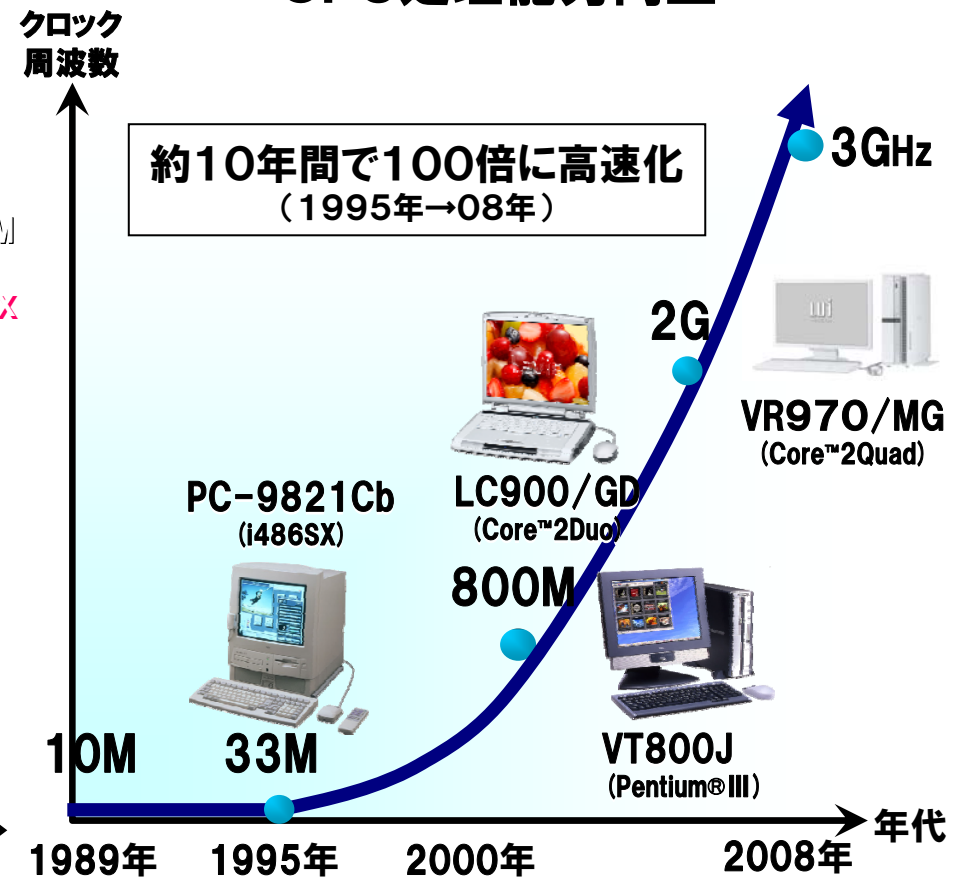 クロック
周波数
約10年間で100倍に高速化
(1995年→08年)
3GHz
2G
VR970/MG
(Core™2Quad)
LC900/GD
(Core™2Duo)
PC-9821Cb
(i486SX)
800M
VT800J
(Pentium®Ⅲ)
10M
33M
年代
1989年
1995年
2000年
2008年